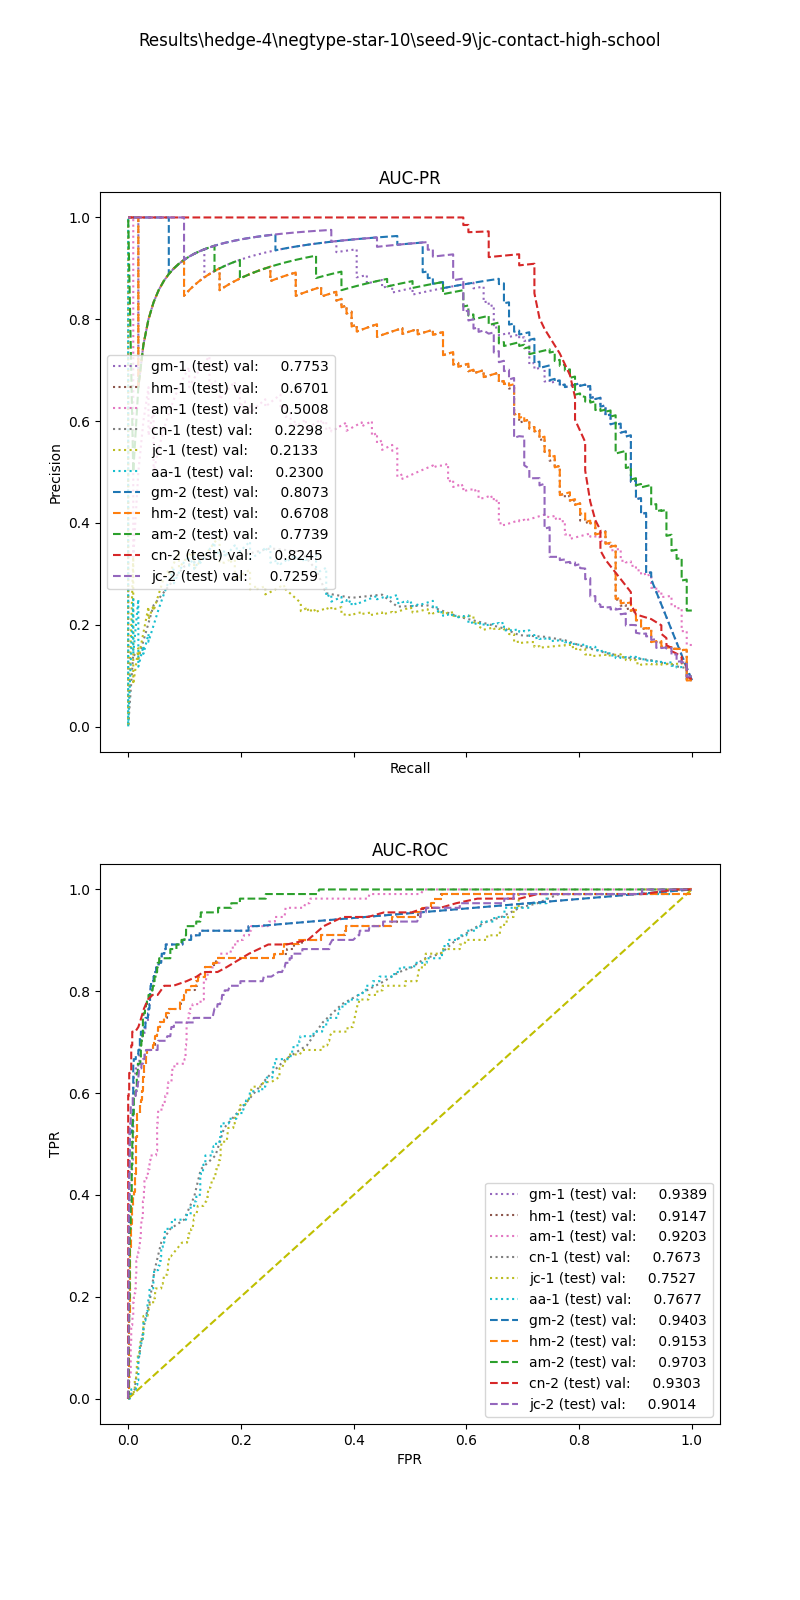 Results\hedge-4\negtype-star-10\seed-9\jc-contact-high-school
AUC-PR
1.0
0.8
0.6
0.4
0.2
0.0
Precision
gm-1 (test) val: 0.7753
hm-1 (test) val: 0.6701
am-1 (test) val: 0.5008
cn-1 (test) val: 0.2298
jc-1 (test) val: 0.2133
aa-1 (test) val: 0.2300
gm-2 (test) val: 0.8073
hm-2 (test) val: 0.6708
am-2 (test) val: 0.7739
cn-2 (test) val: 0.8245
jc-2 (test) val: 0.7259
Recall
AUC-ROC
1.0
0.8
0.6
0.4
0.2
0.0
TPR
gm-1 (test) val: 0.9389
hm-1 (test) val: 0.9147
am-1 (test) val: 0.9203
cn-1 (test) val: 0.7673
jc-1 (test) val: 0.7527
aa-1 (test) val: 0.7677
gm-2 (test) val: 0.9403
hm-2 (test) val: 0.9153
am-2 (test) val: 0.9703
cn-2 (test) val: 0.9303
jc-2 (test) val: 0.9014
0.0 0.2 0.4 0.6 0.8 1.0
FPR